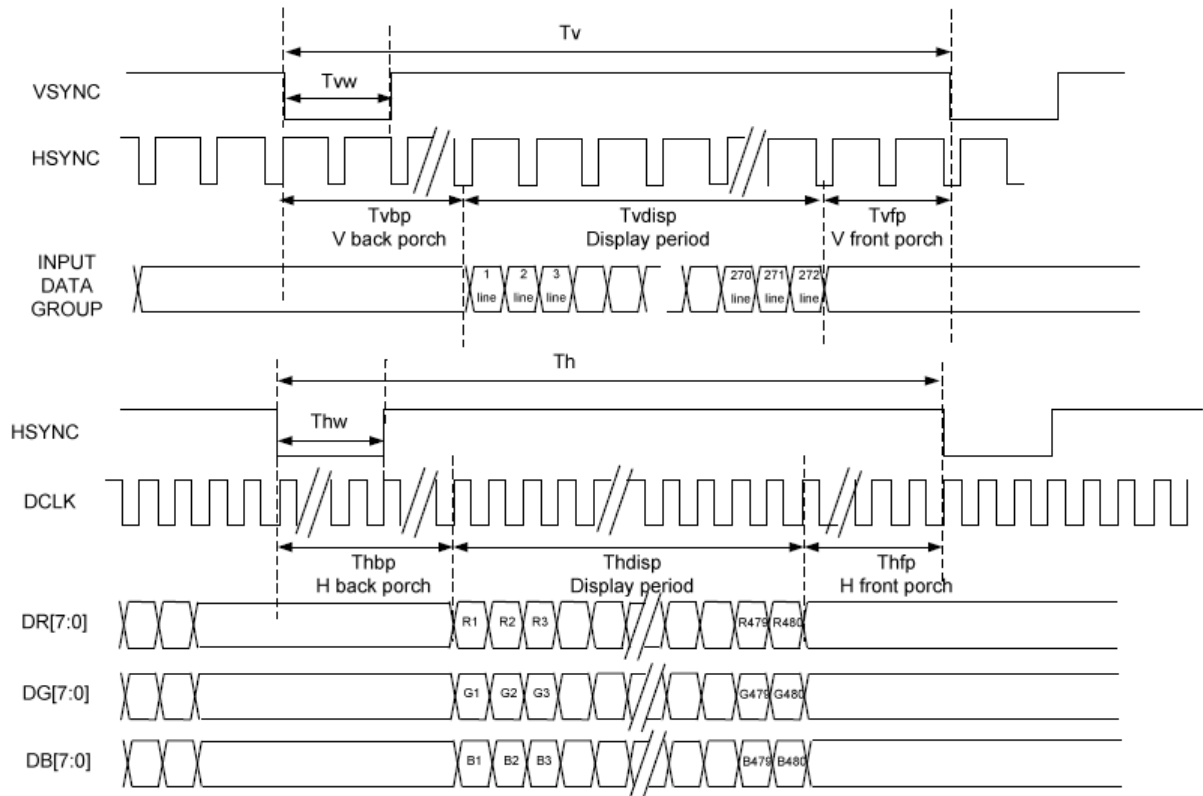 Tv
VSYNC
Tvw
HSYNC
Tvbp
V back porch
Tvdisp
Display period
Tvfp
V front porch
INPUT
DATA
GROUP
1
line
2
line
3
line
270
line
271
line
272
line
Th
HSYNC
Thw
DCLK
Thbp
H back porch
Thdisp
Display period
Thfp
H front porch
DR[7:0]
R1
R2
R3
R479
R480
DG[7:0]
G1
G2
G3
G479
G480
DB[7:0]
B1
B2
B3
B479
B480